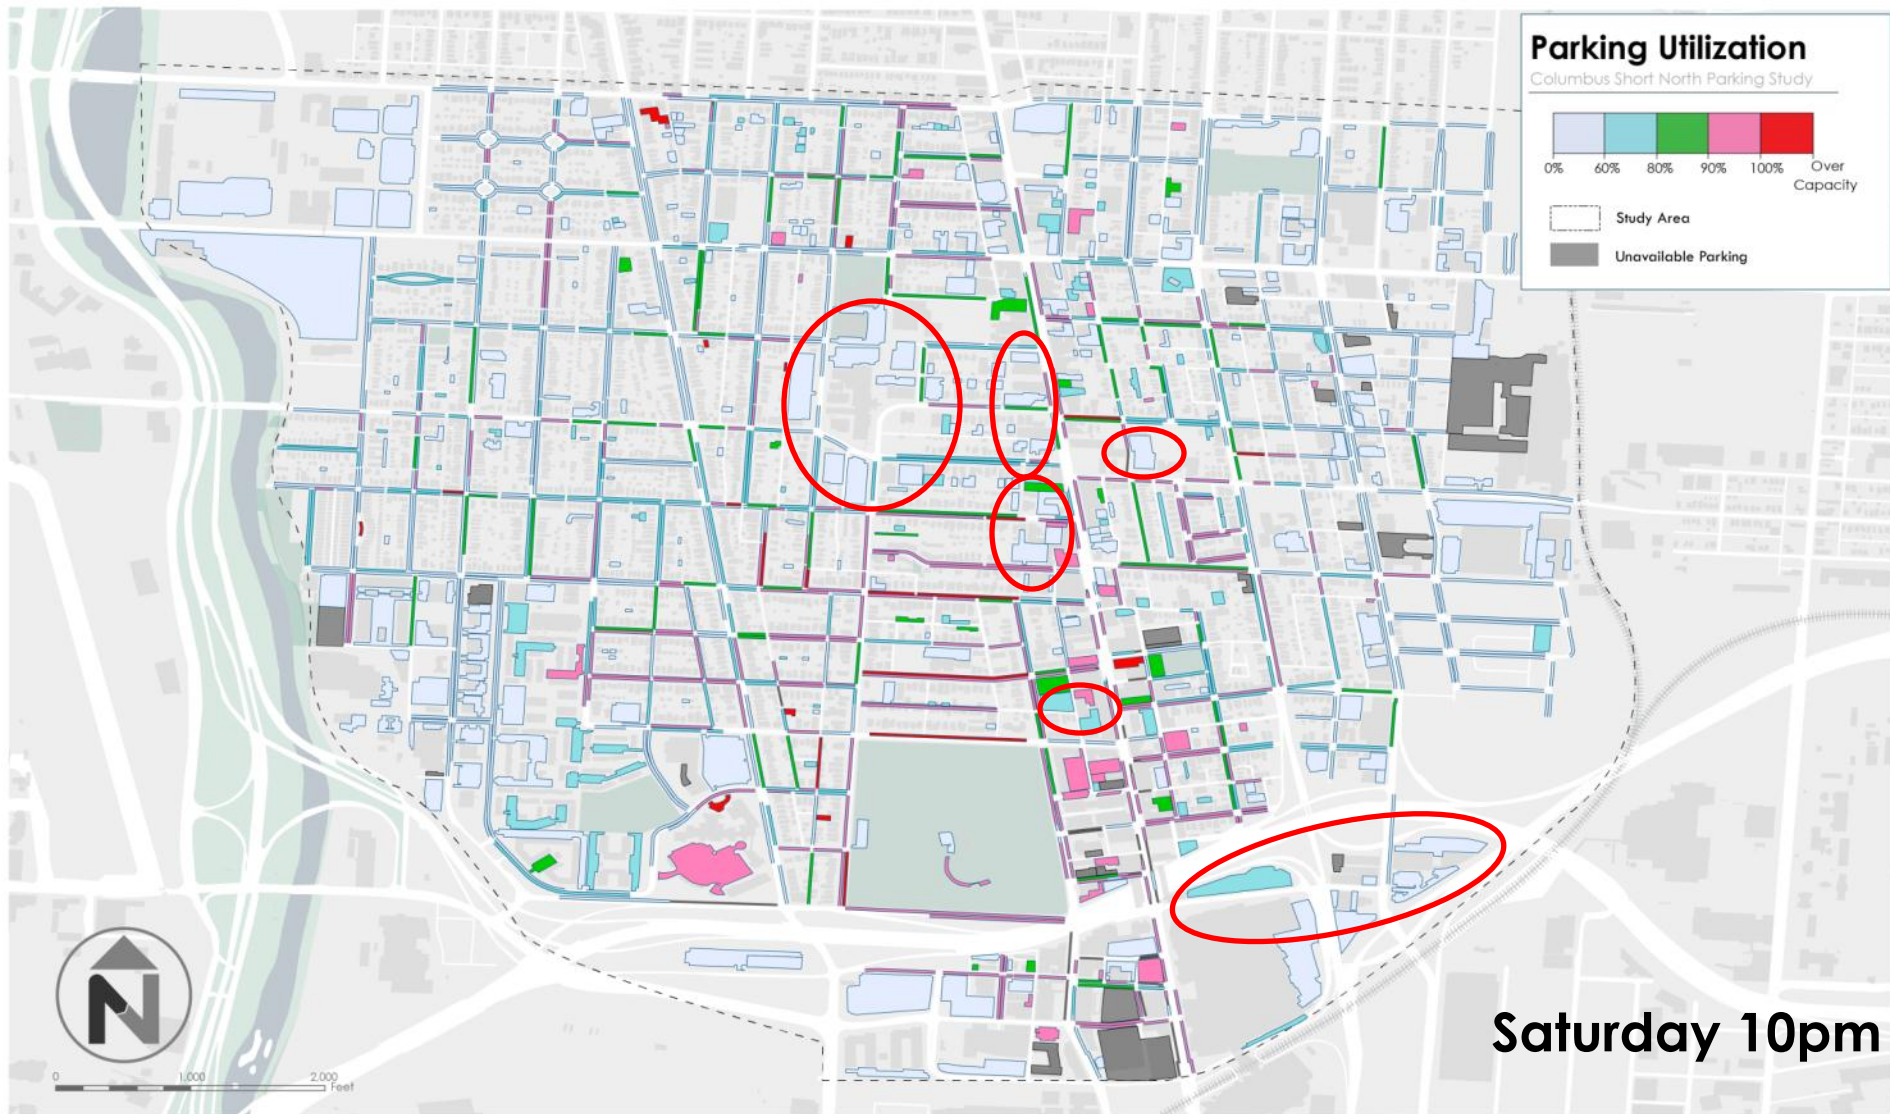 Parking Utilization
Columbus Short North Parking Study
0% 60% 80% 90% 100% Over
Capacity
Study Area
Unavailable Parking
Saturday 10pm
N
0 1,000 2,000
Feet